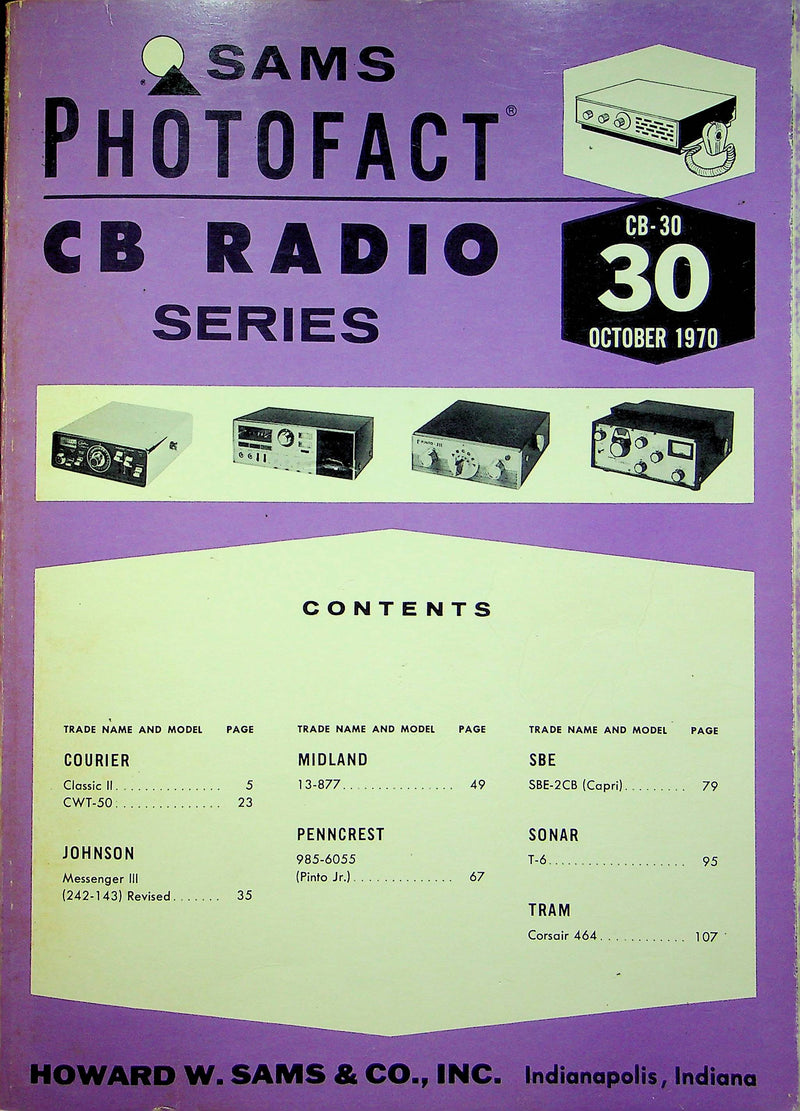 SAMS
PHOTOFACT®
CB RADIO
SERIES
CB-30
30
OCTOBER 1970
PINTO III
CONTENTS
TRADE NAME AND MODEL PAGE
COURIER
Classic II............... 5
CWT-50............... 23
JOHNSON
Messenger III
(242-143) Revised....... 35
TRADE NAME AND MODEL PAGE
MIDLAND
13-877................ 49
PENNCREST
985-6055
(Pinto Jr.).............. 67
TRADE NAME AND MODEL PAGE
SBE
SBE-2CB (Capri)......... 79
SONAR
T-6.................... 95
TRAM
Corsair 464............ 107
HOWARD W. SAMS & CO., INC. Indianapolis, Indiana